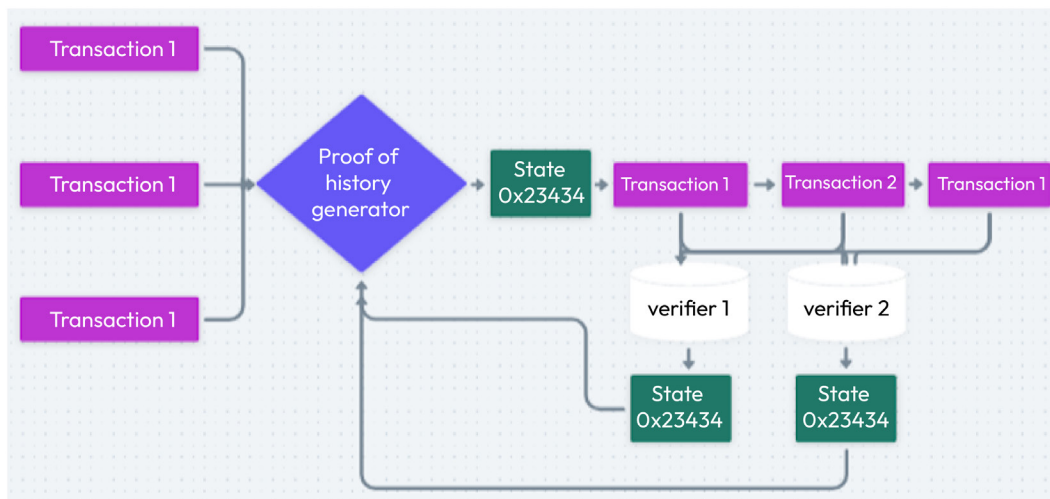 Transaction 1
Transaction 1
Transaction 1
Proof of
history
generator
State
0x23434
Transaction 1
Transaction 2
Transaction 1
verifier 1
verifier 2
State
0x23434
State
0x23434